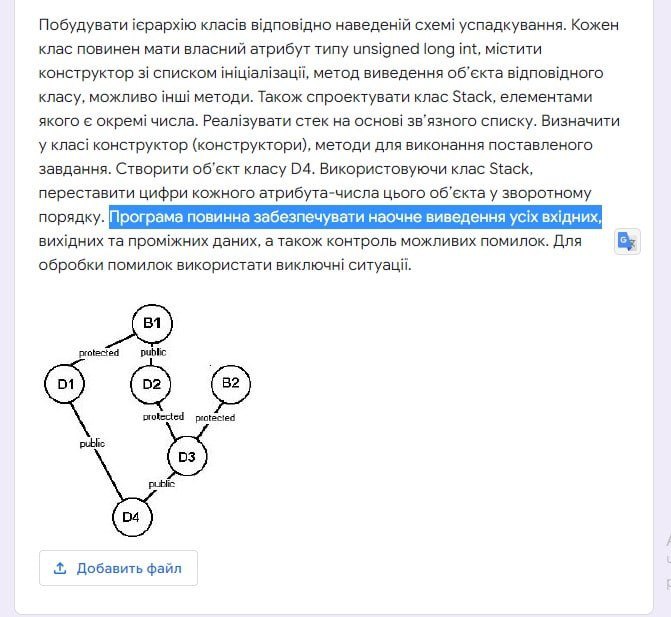 Побудувати ієрархію класів відповідно наведеній схемі успадкування. Кожен
клас повинен мати власний атрибут типу unsigned long int, містити
конструктор зі списком ініціалізації, метод виведення об'єкта відповідного
класу, можливо інші методи. Також спроектувати клас Stack, елементами
якого є окремі числа. Реалізувати стек на основі зв'язного списку. Визначити
у класі конструктор (конструктори), методи для виконання поставленого
завдання. Створити об'єкт класу D4. Використовуючи клас Stack,
переставити цифри кожного атрибута-числа цього об'єкта у зворотному
порядку. Програма повинна забезпечувати наочне виведення усіх вхідних,
вихідних та проміжних даних, а також контроль можливих помилок. Для
обробки помилок використати виключні ситуації.
B1
protected public
D1 D2 B2
protected protected
public
D3
public
D4
Добавить файл